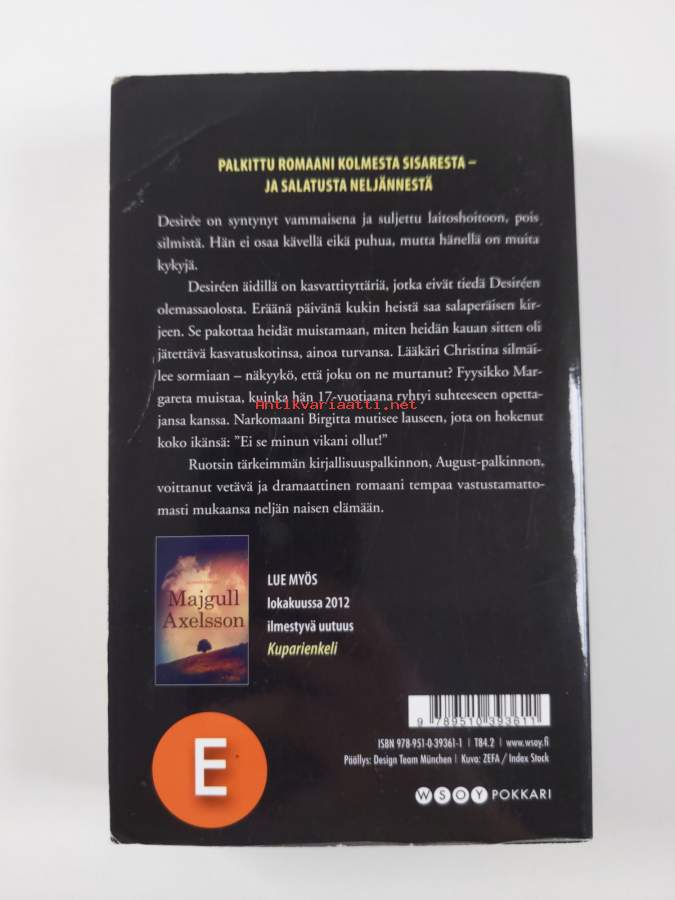 PALKITTU ROMAANI KOLMESTA SISARESTA –
JA SALATUSTA NELJÄNNESTÄ
Desirée on syntynyt vammaisena ja suljettu laitoshoitoon, pois
silmistä. Hän ei osaa kävellä eikä puhua, mutta hänellä on muita
kykyjä.
Desiréen äidillä on kasvattityttäriä, jotka eivät tiedä Desiréen
olemassaolosta. Eräänä päivänä kukin heistä saa salaperäisen kir-
jeen. Se pakottaa heidät muistamaan, miten heidän kauan sitten oli
jätettävä kasvatuskotinsa, ainoa turvansa. Lääkäri Christina silmäi-
lee sormiaan – näkyykö, että joku on ne murtanut? Fyysikko Mar-
gareta muistaa, kuinka hän 17-vuotiaana ryhtyi suhteeseen opetta-
jansa kanssa. Narkomaani Birgitta mutisee lauseen, jota on hokenut
koko ikänsä: ”Ei se minun vikani ollut!”
Ruotsin tärkeimmän kirjallisuuspalkinnon, August-palkinnon,
voittanut vetävä ja dramaattinen romaani tempaa vastustamatto-
masti mukaansa neljän naisen elämään.
Antikvariaatti.net
Majgull
Axelsson
LUE MYÖS
lokakuussa 2012
ilmestyvä uutuus
Kuparienkeli
9 789510 393611
ISBN 978-951-0-39361-1 | T84.2 | www.wsoy.fi
Päällys: Design Team München | Kuva: ZEFA / Index Stock
E
WSOY POKKARI